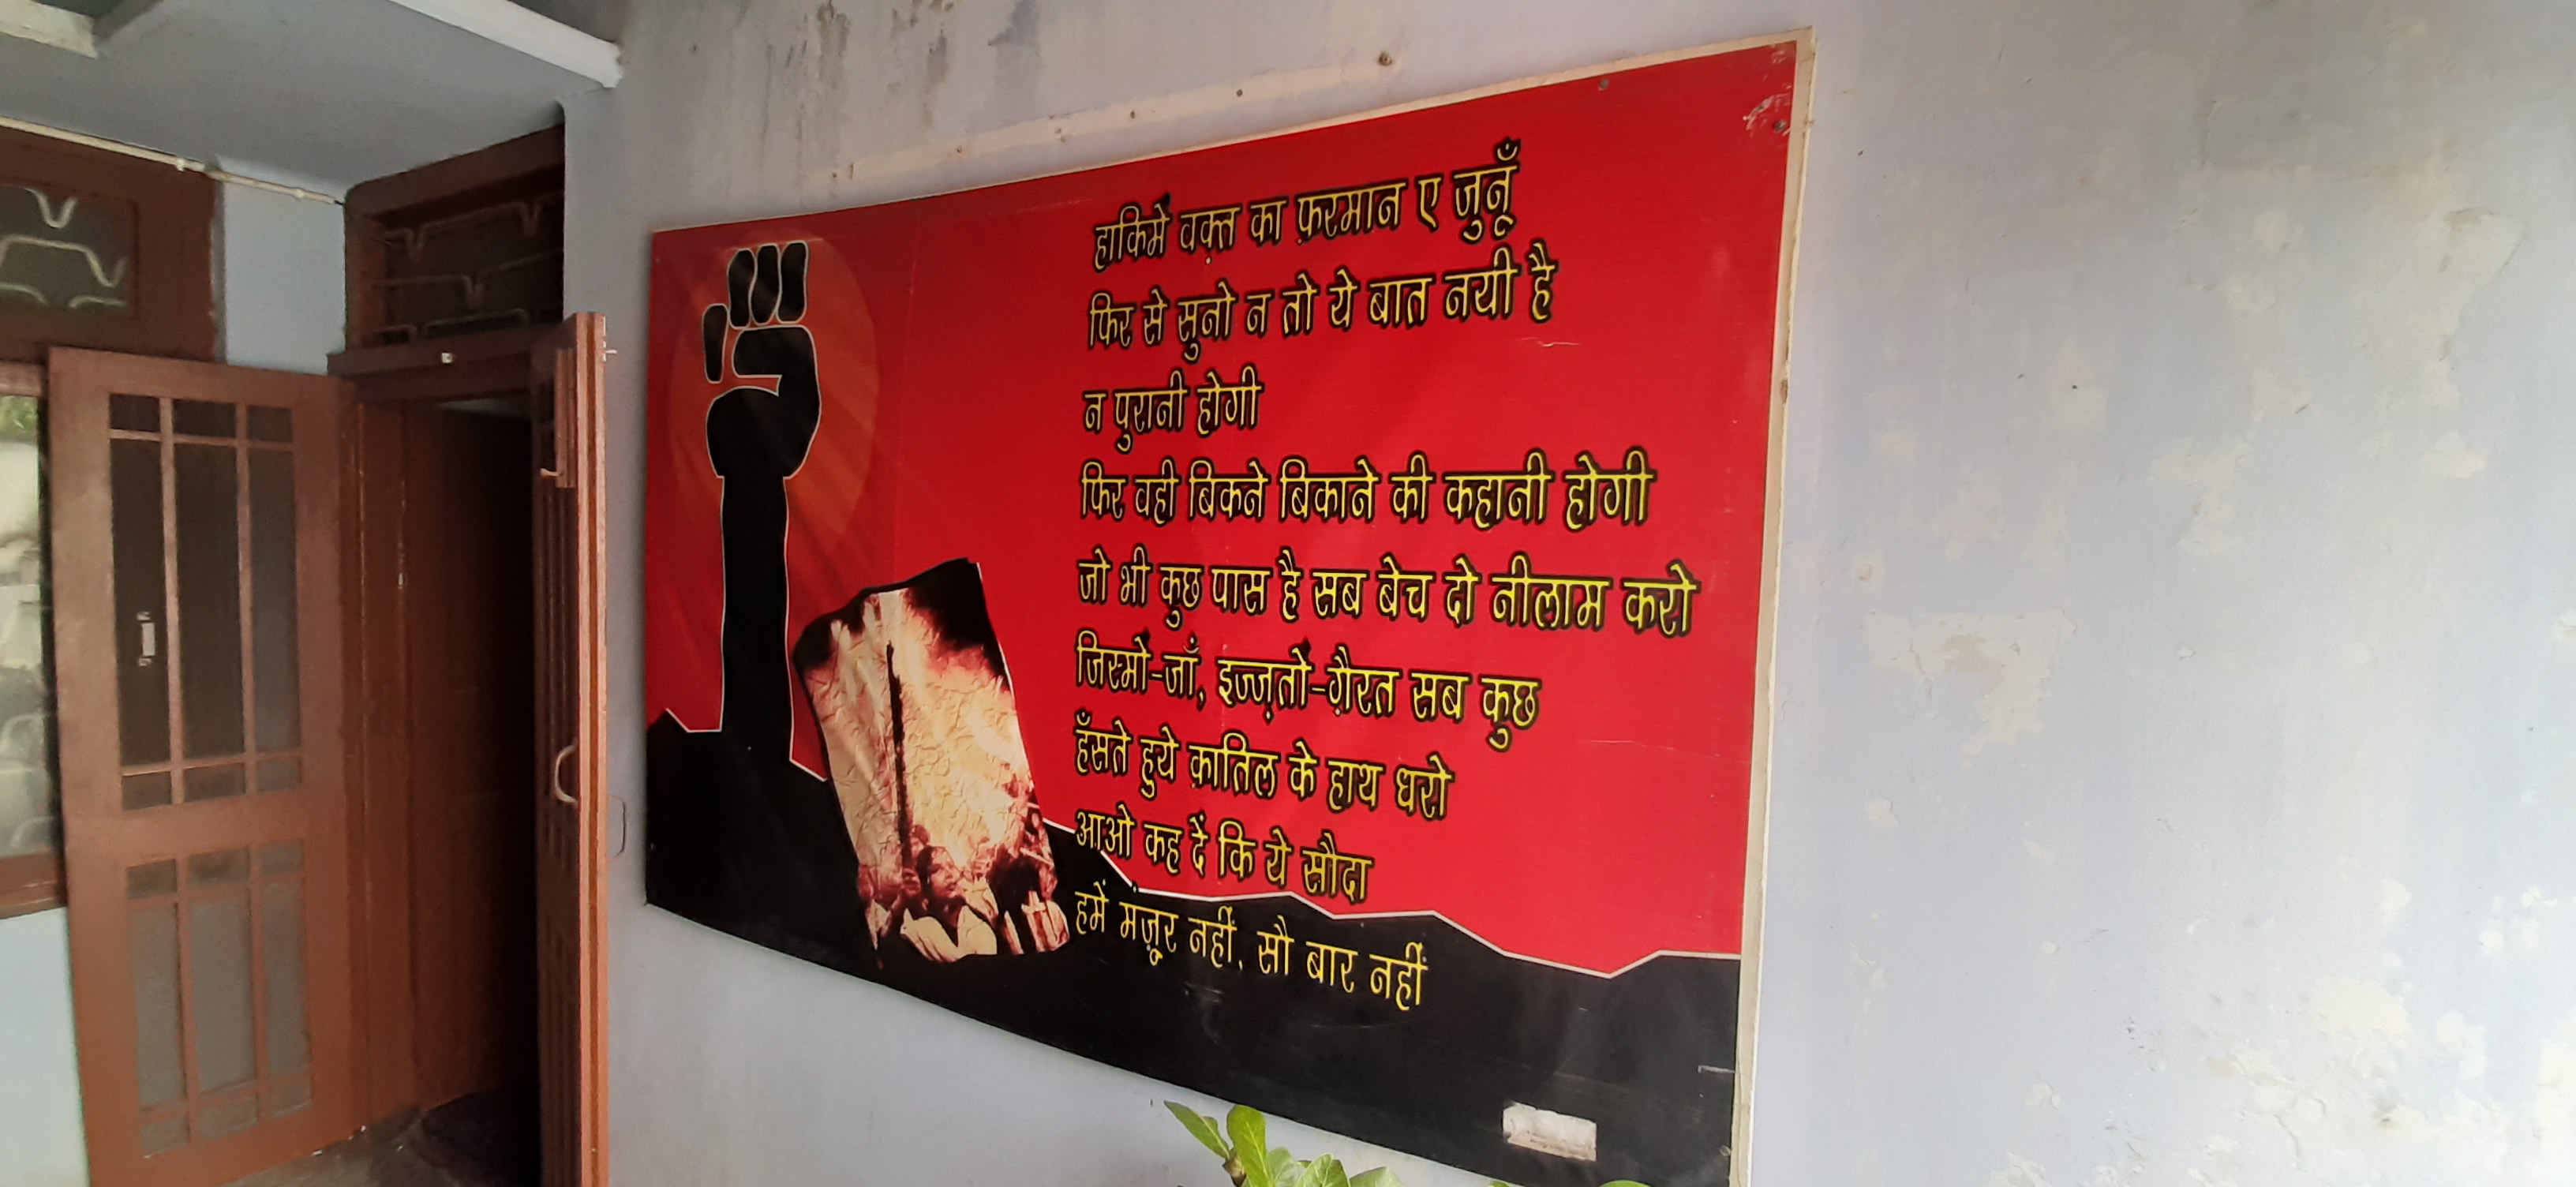 हाकिमे वक़्त का फ़रमान ए जुनूँ
फिर से सुनो न तो ये बात नयी है
न पुरानी होगी
फिर वही बिकने बिकाने की कहानी होगी
जो भी कुछ पास है सब बेच दो नीलाम करो
जिस्मो-जाँ, इज्ज़तो-ग़ैरत सब कुछ
हँसते हुये क़ातिल के हाथ धरो
आओ कह दें कि ये सौदा
हमें मंज़ूर नहीं, सौ बार नहीं